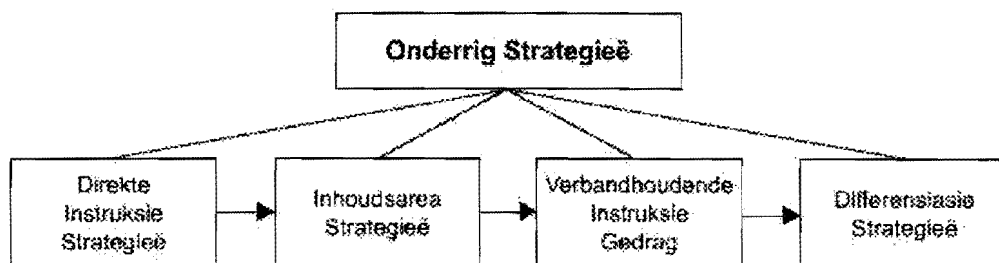 Onderrig Strategieë
Direkte
Instruksie
Strategieë
Inhoudsarea
Strategieë
Verbandhoudende
Instruksie
Gedrag
Differensiasie
Strategieë